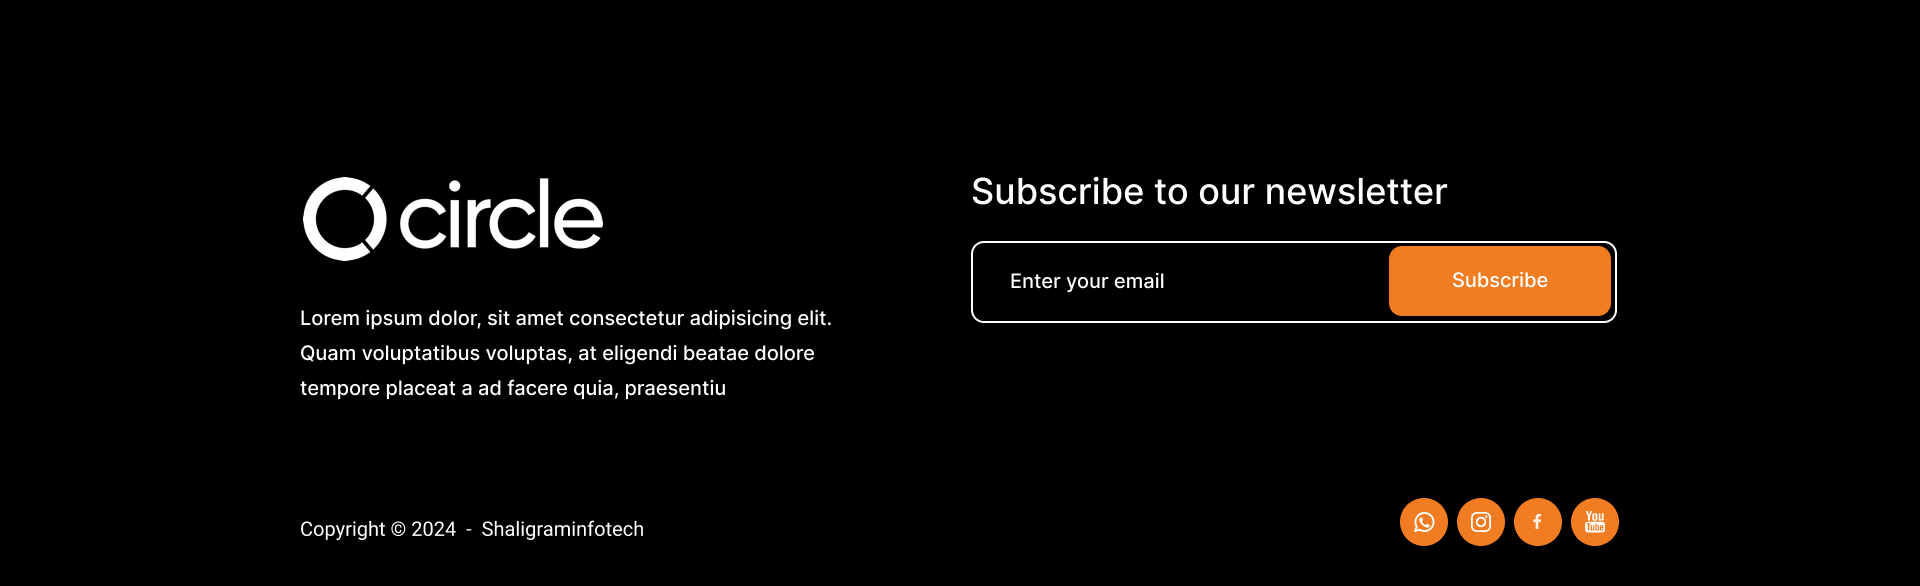 circle
Lorem ipsum dolor, sit amet consectetur adipisicing elit.
Quam voluptatibus voluptas, at eligendi beatae dolore
tempore placeat a ad facere quia, praesentiu
Subscribe to our newsletter
Enter your email
Subscribe
Copyright © 2024 - Shaligraminfotech
You
Tube